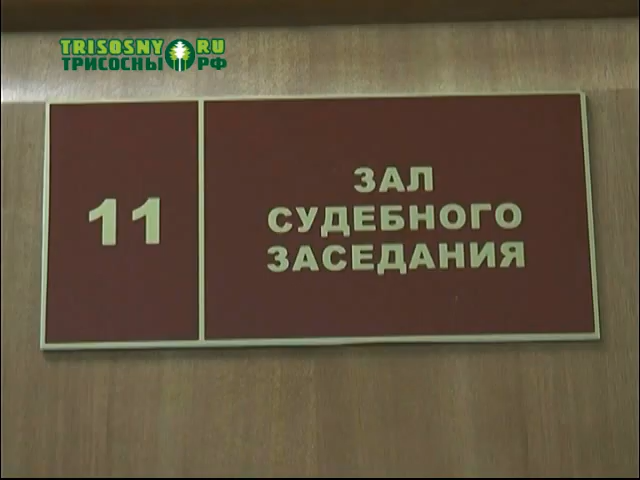 TRISOSNY RU
ТРИСОСНЫ РФ
11
ЗАЛ
СУДЕБНОГО
ЗАСЕДАНИЯ